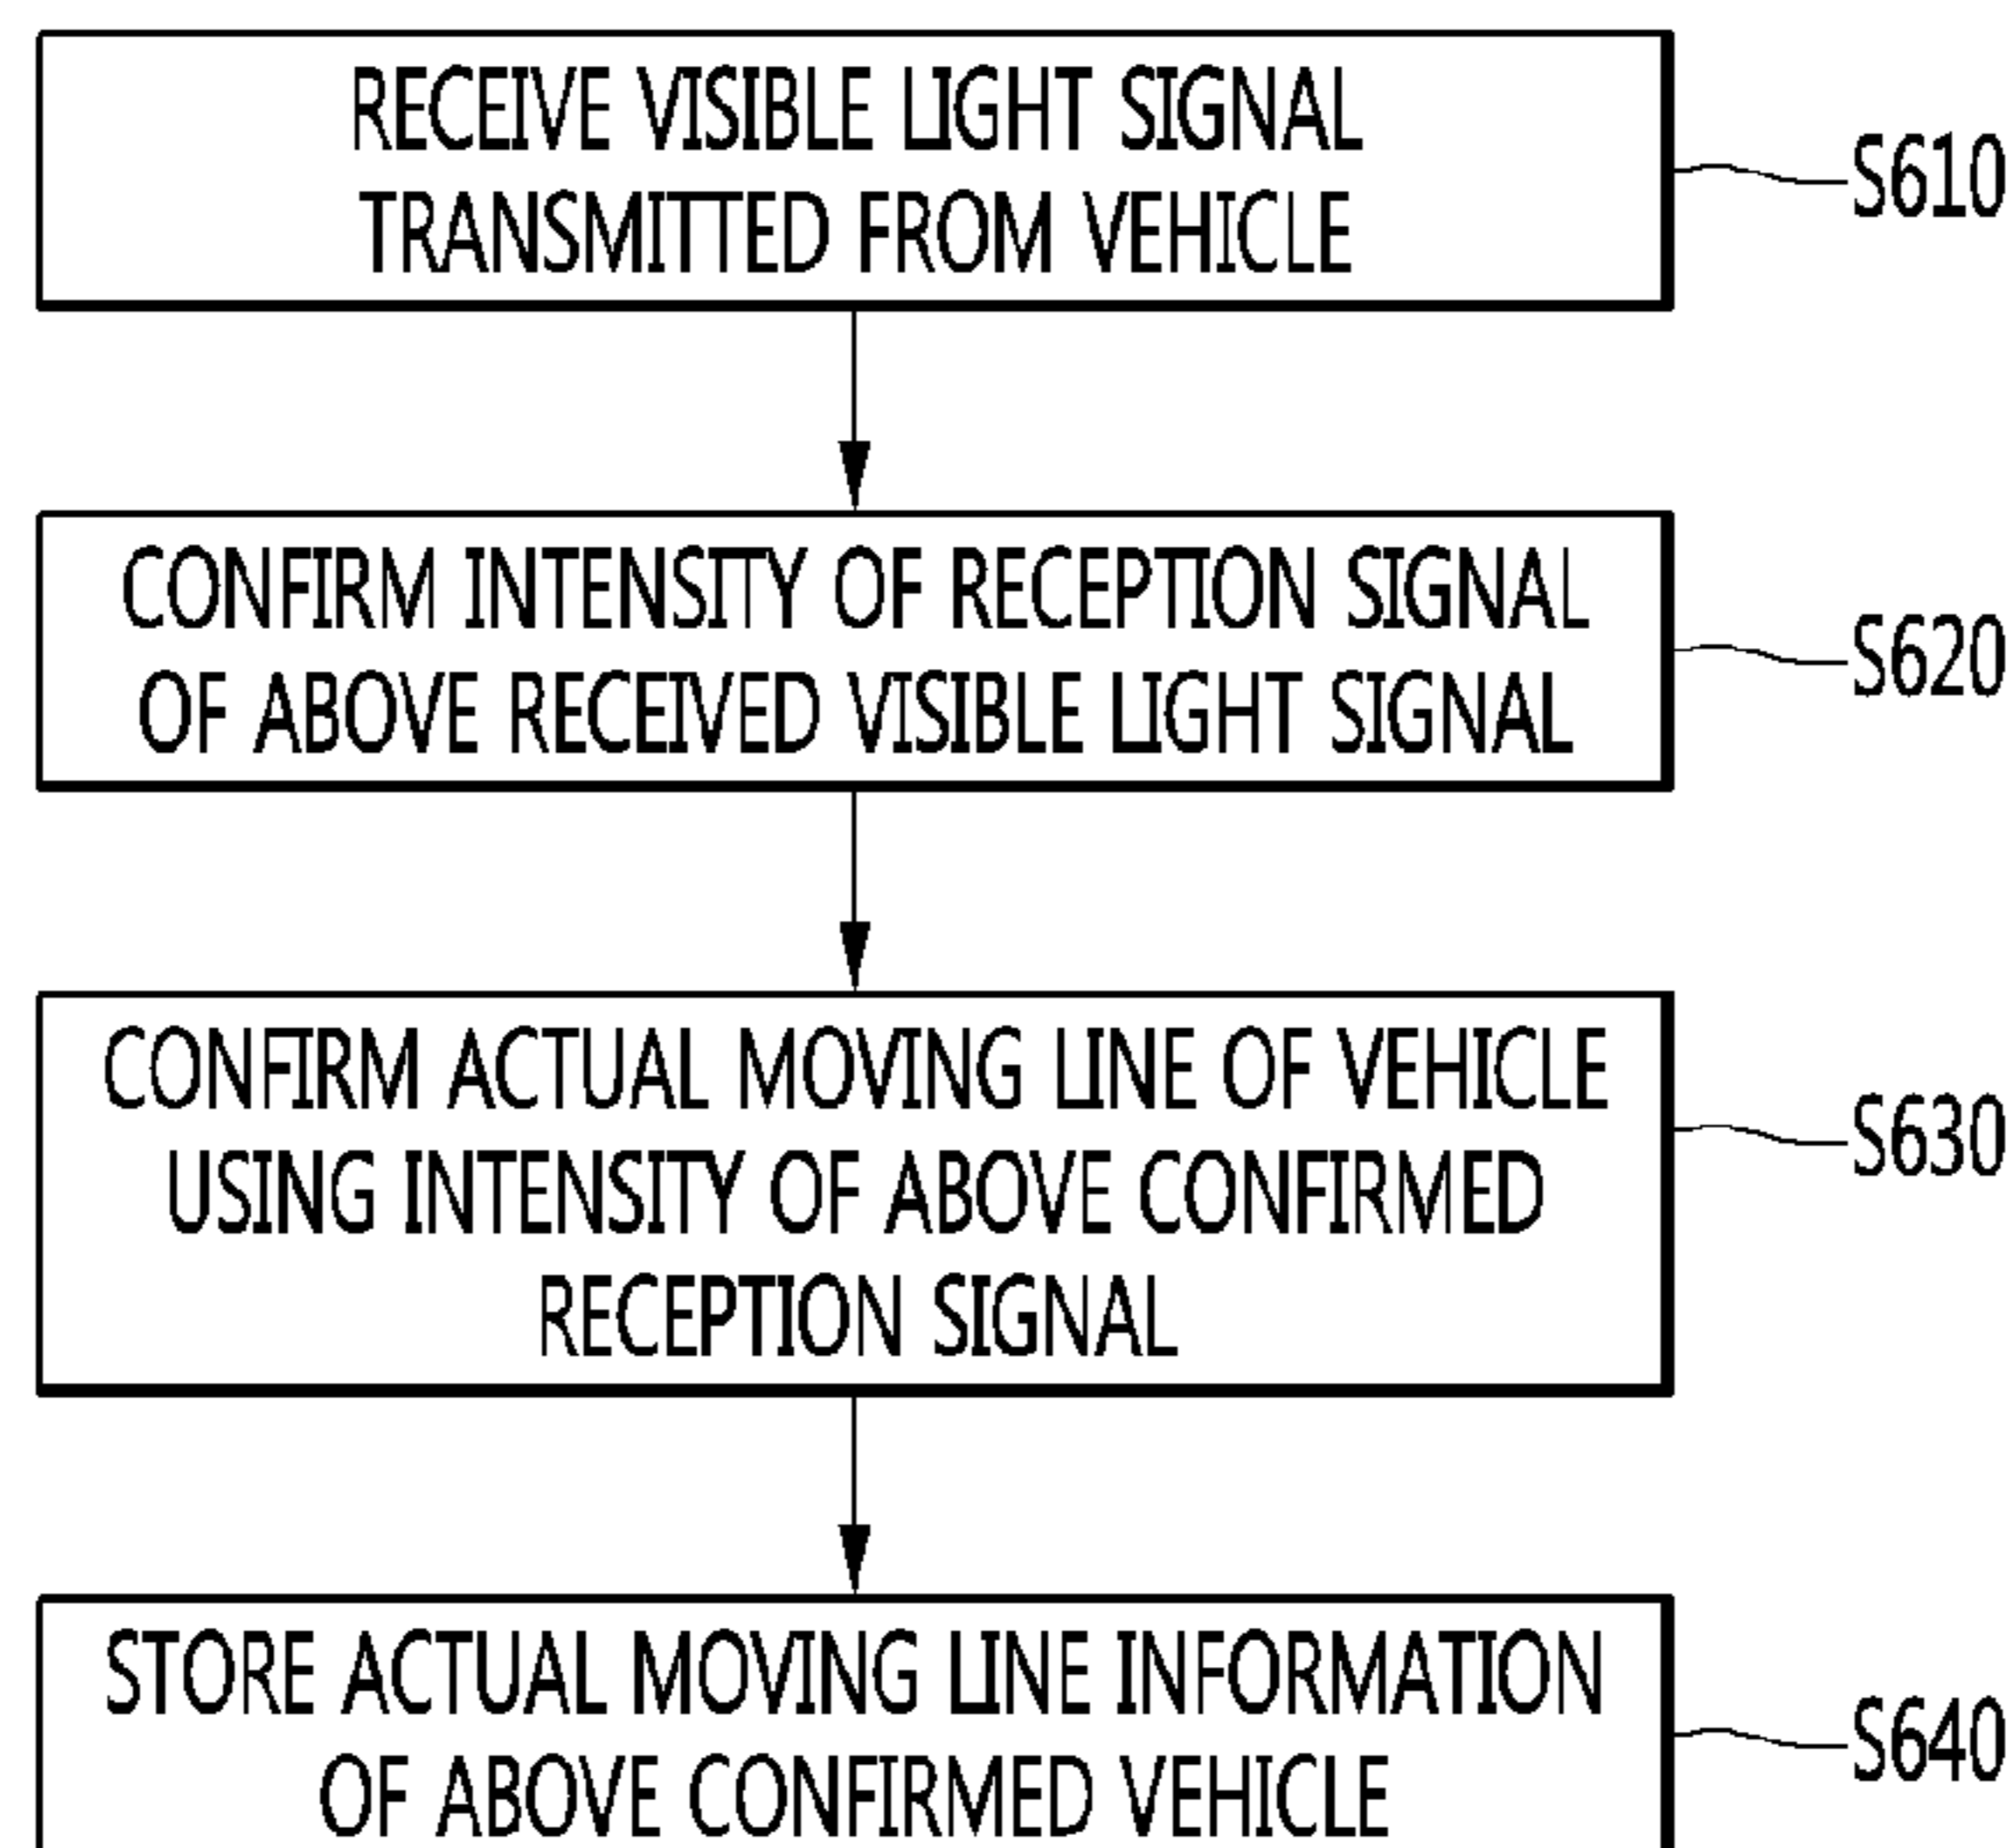 RECEIVE VISIBLE LIGHT SIGNAL
TRANSMITTED FROM VEHICLE
S610
CONFIRM INTENSITY OF RECEPTION SIGNAL
OF ABOVE RECEIVED VISIBLE LIGHT SIGNAL
S620
CONFIRM ACTUAL MOVING LINE OF VEHICLE
USING INTENSITY OF ABOVE CONFIRMED
RECEPTION SIGNAL
S630
STORE ACTUAL MOVING LINE INFORMATION
OF ABOVE CONFIRMED VEHICLE
S640